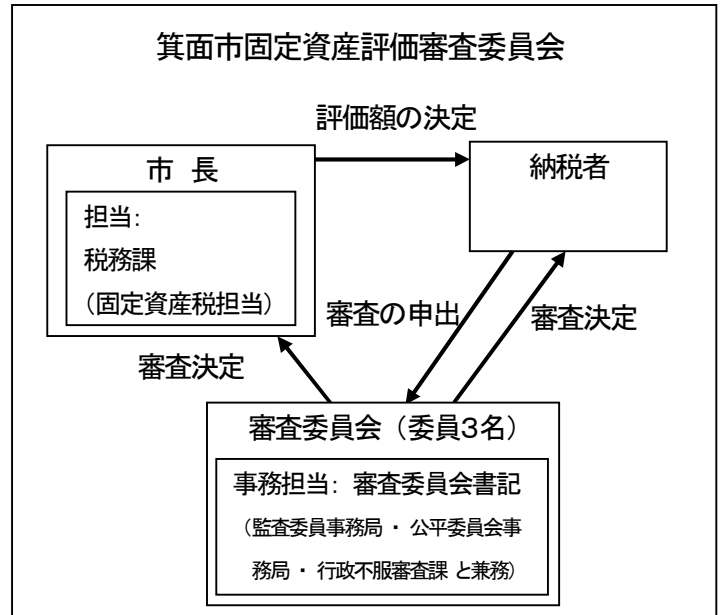 箕面市固定資産評価審査委員会
評価額の決定
市 長
担当:
税務課
(固定資産税担当)
納税者
審査の申出
審査決定
審査決定
審査委員会(委員3名)
事務担当: 審査委員会書記
(監査委員事務局 ・ 公平委員会事
務局 ・ 行政不服審査課 と兼務)